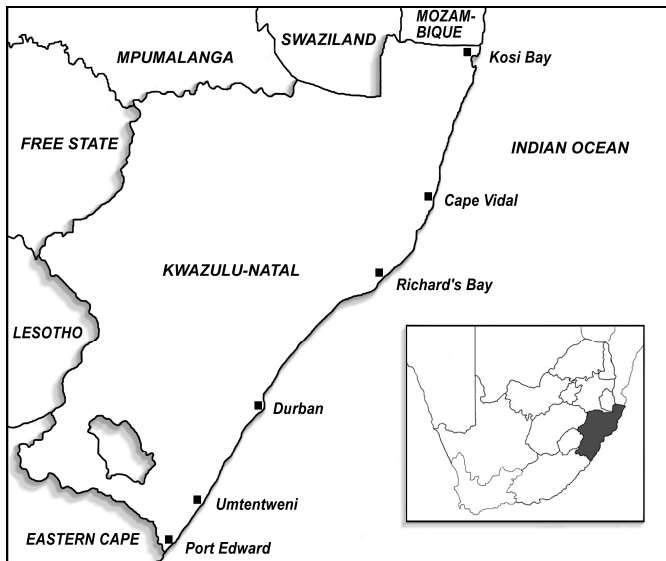 MOZAM-
BIQUE
SWAZILAND
MPUMALANGA
Kosi Bay
FREE STATE
INDIAN OCEAN
Cape Vidal
KWAZULU-NATAL
Richard's Bay
LESOTHO
Durban
Umtentweni
EASTERN CAPE
Port Edward